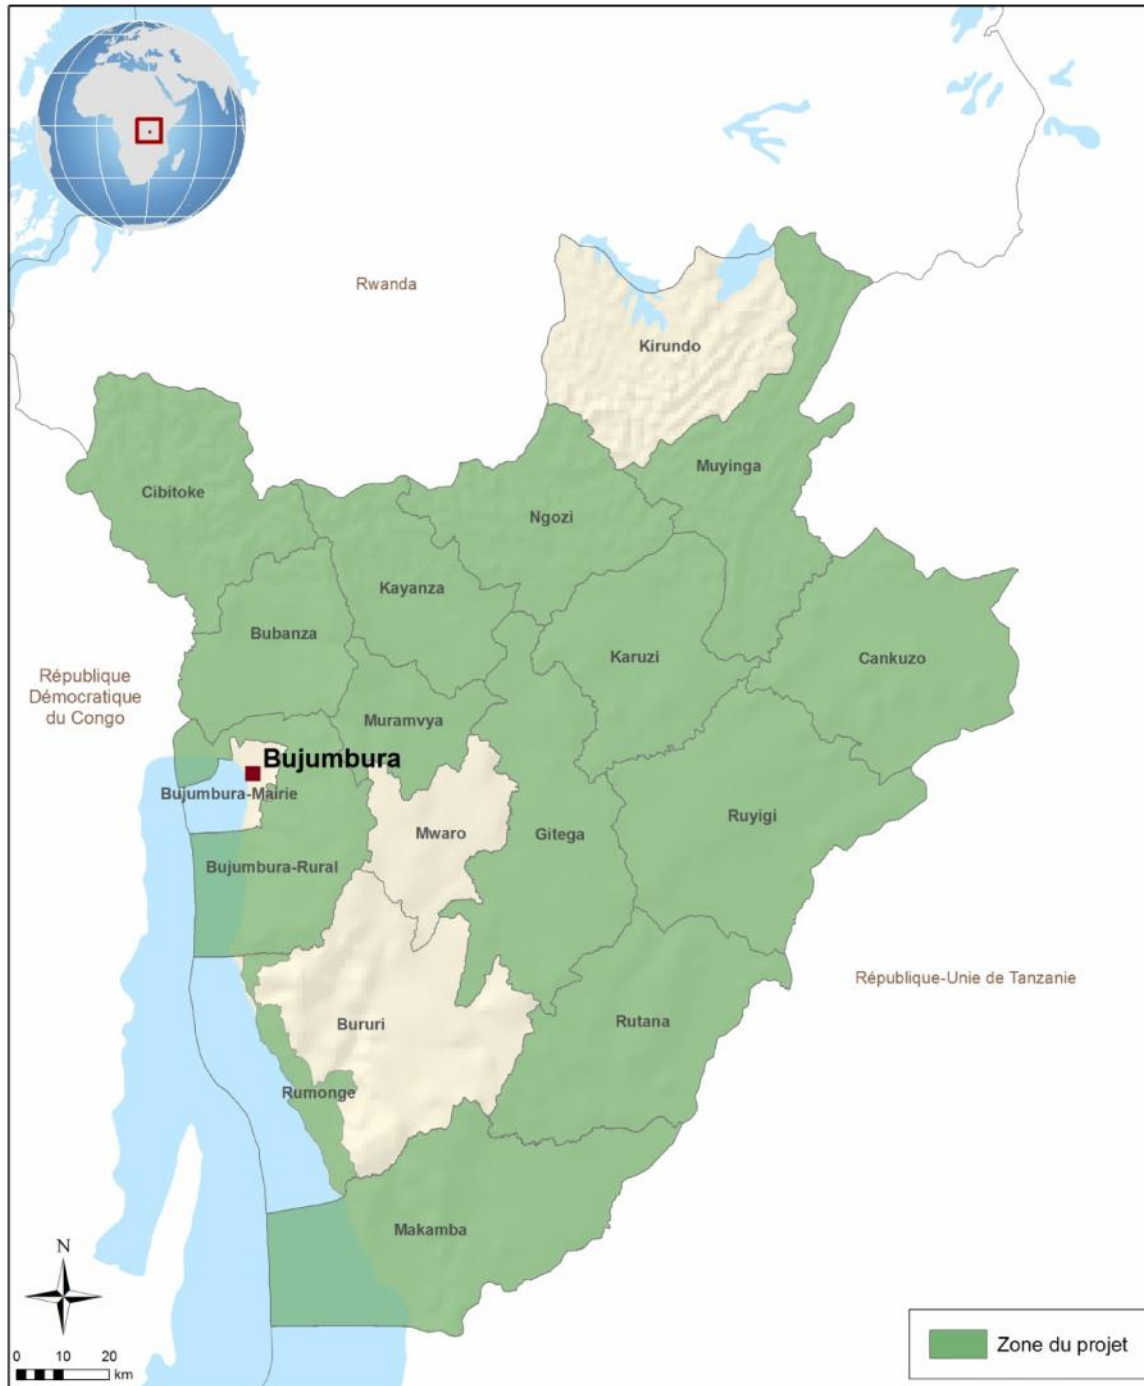 Rwanda
Kirundo
Muyinga
Cibitoke
Ngozi
Kayanza
Bubanza
Karuzi
Cankuzo
République
Démocratique
du Congo
Muramvya
Bujumbura
Bujumbura-Mairie
Mwaro
Gitega
Ruyigi
Bujumbura-Rural
République-Unie de Tanzanie
Bururi
Rutana
Rumonge
Makamba
N
0 10 20
km
Zone du projet